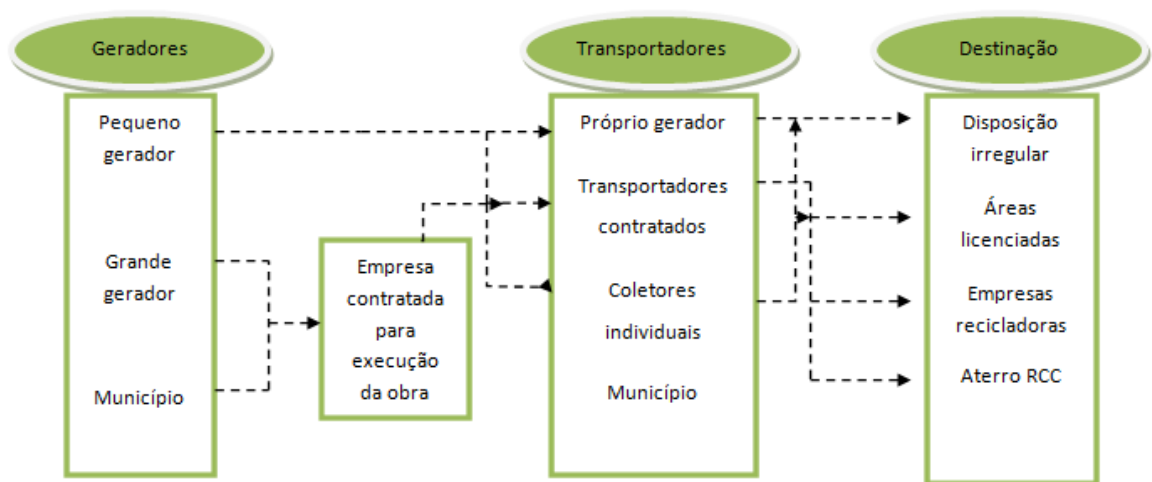 Geradores
Pequeno
gerador
Grande
gerador
Município
Empresa
contratada
para
execução
da obra
Transportadores
Próprio gerador
Transportadores
contratados
Coletores
individuais
Município
Destinação
Disposição
irregular
Áreas
licenciadas
Empresas
recicladoras
Aterro RCC